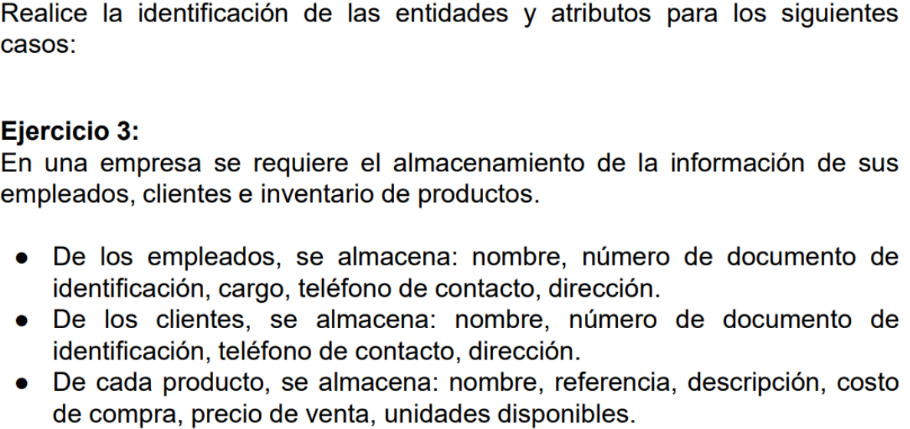 Realice la identificación de las entidades y atributos para los siguientes
casos:
Ejercicio 3:
En una empresa se requiere el almacenamiento de la información de sus
empleados, clientes e inventario de productos.
● De los empleados, se almacena: nombre, número de documento de
identificación, cargo, teléfono de contacto, dirección.
● De los clientes, se almacena: nombre, número de documento de
identificación, teléfono de contacto, dirección.
● De cada producto, se almacena: nombre, referencia, descripción, costo
de compra, precio de venta, unidades disponibles.